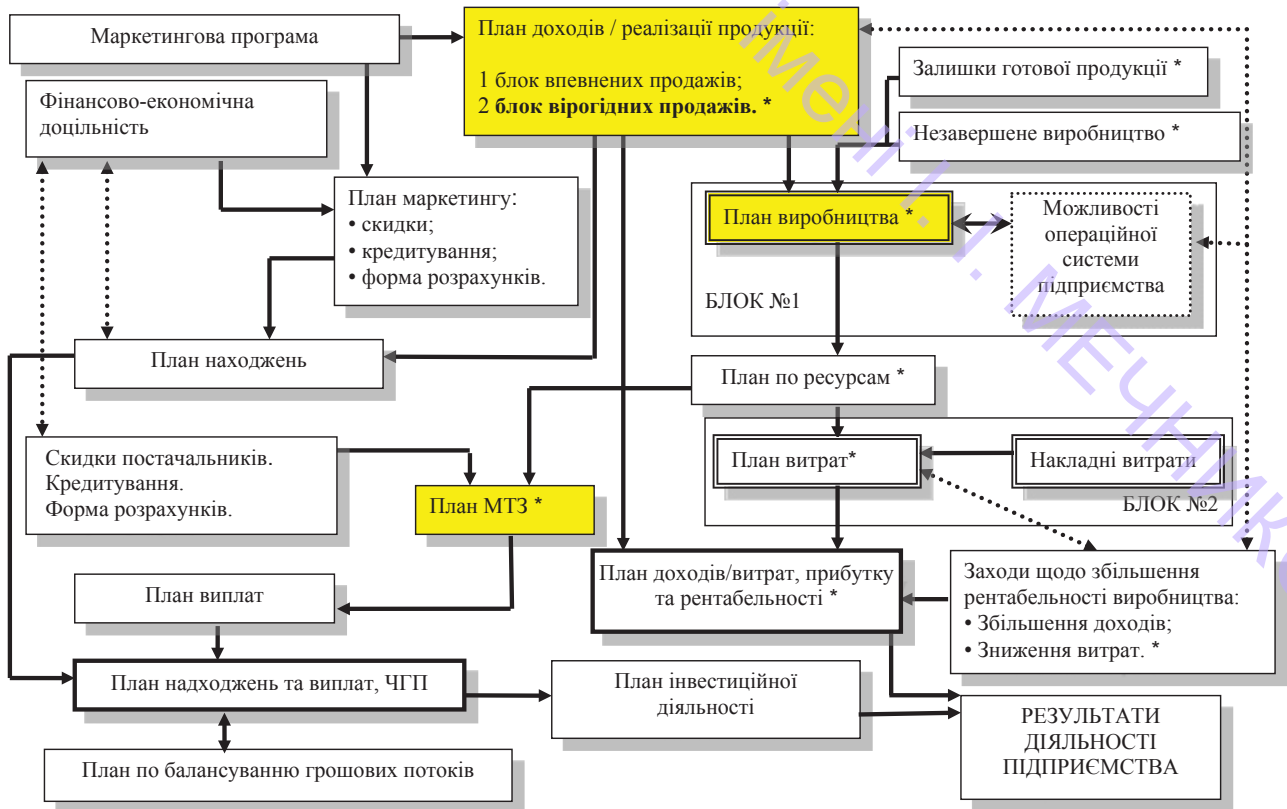 Маркетингова програма
План доходів / реалізації продукції:
1 блок впевнених продажів;
2 блок вірогідних продажів. *
Залишки готової продукції *
Фінансово-економічна
доцільність
Незавершене виробництво *
План маркетингу:
• скидки;
• кредитування;
• форма розрахунків.
План виробництва *
Можливості
операційної
системи
підприємства
БЛОК №1
План находжень
План по ресурсам *
Скидки постачальників.
Кредитування.
Форма розрахунків.
План МТЗ *
План витрат*
Накладні витрати
БЛОК №2
План виплат
План доходів/витрат, прибутку
та рентабельності *
Заходи щодо збільшення
рентабельності виробництва:
• Збільшення доходів;
• Зниження витрат. *
План надходжень та виплат, ЧГП
План інвестиційної
діяльності
РЕЗУЛЬТАТИ
ДІЯЛЬНОСТІ
ПІДПРИЄМСТВА
План по балансуванню грошових потоків
імені І. І. МЕЧНИК